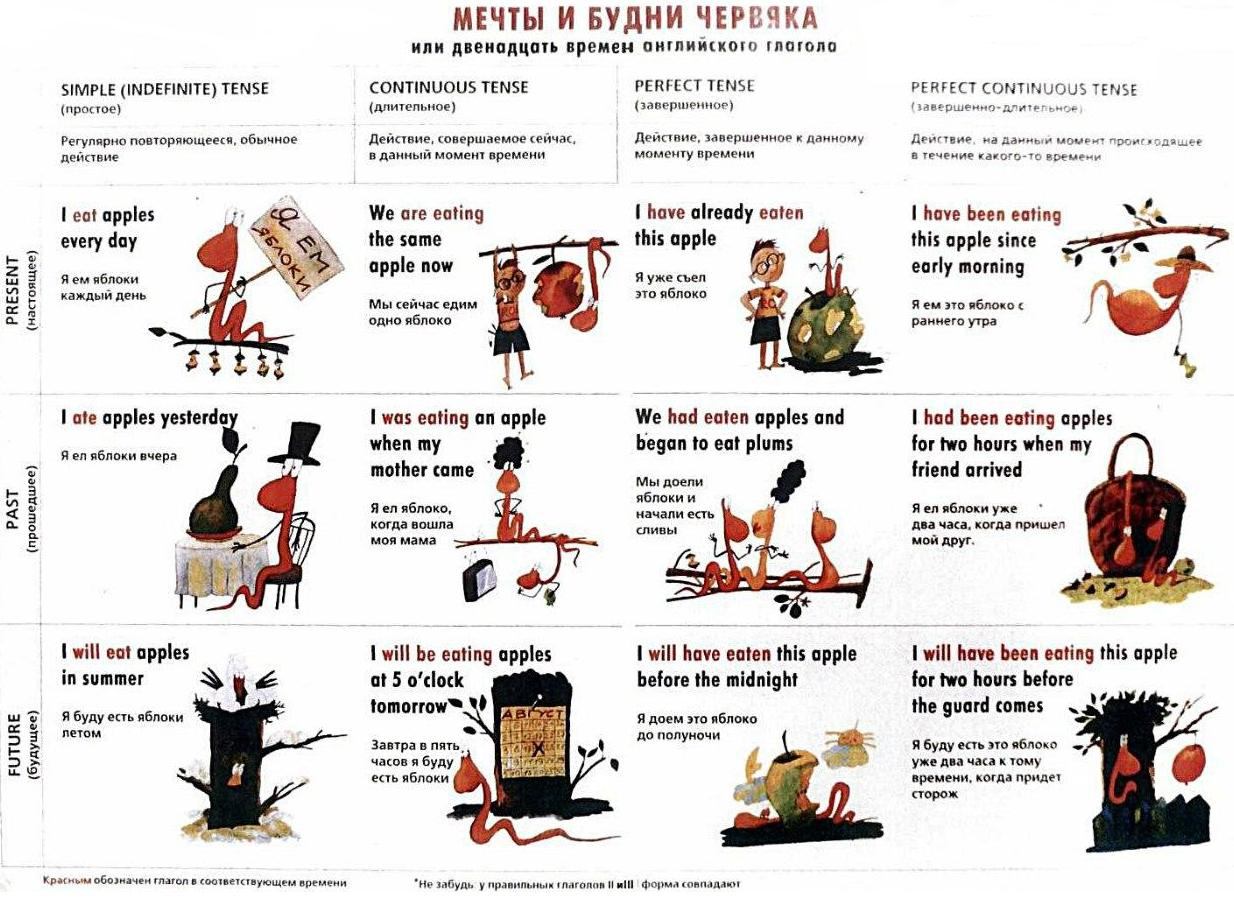 МЕЧТЫ И БУДНИ ЧЕРВЯКА
или двенадцать времен английского глагола
SIMPLE (INDEFINITE) TENSE
(простое)
Регулярно повторяющееся, обычное
действие
CONTINUOUS TENSE
(длительное)
Действие, совершаемое сейчас,
в данный момент времени
PERFECT TENSE
(завершенное)
Действие, завершенное к данному
моменту времени
PERFECT CONTINUOUS TENSE
(завершенно-длительное)
Действие, на данный момент происходящее
в течение какого-то времени
PRESENT
(настоящее)
I eat apples
every day
Я ем яблоки
каждый день
Я ЕМ
ЯБЛОКИ
We are eating
the same
apple now
Мы сейчас едим
одно яблоко
I have already eaten
this apple
Я уже съел
это яблоко
I have been eating
this apple since
early morning
Я ем это яблоко с
раннего утра
PAST
(прошедшее)
I ate apples yesterday
Я ел яблоки вчера
I was eating an apple
when my
mother came
Я ел яблоко,
когда вошла
моя мама
We had eaten apples and
began to eat plums
Мы доели
яблоки и
начали есть
сливы
I had been eating apples
for two hours when my
friend arrived
Я ел яблоки уже
два часа, когда пришел
мой друг.
FUTURE
(будущее)
I will eat apples
in summer
Я буду есть яблоки
летом
I will be eating apples
at 5 o'clock
tomorrow
Завтра в пять
часов я буду
есть яблоки
АВГУСТ
X
I will have eaten this apple
before the midnight
Я доем это яблоко
до полуночи
I will have been eating this apple
for two hours before
the guard comes
Я буду есть это яблоко
уже два часа к тому
времени, когда придет
сторож
Красным обозначен глагол в соответствующем времени
*Не забудь у правильных глаголов II и III форма совпадают